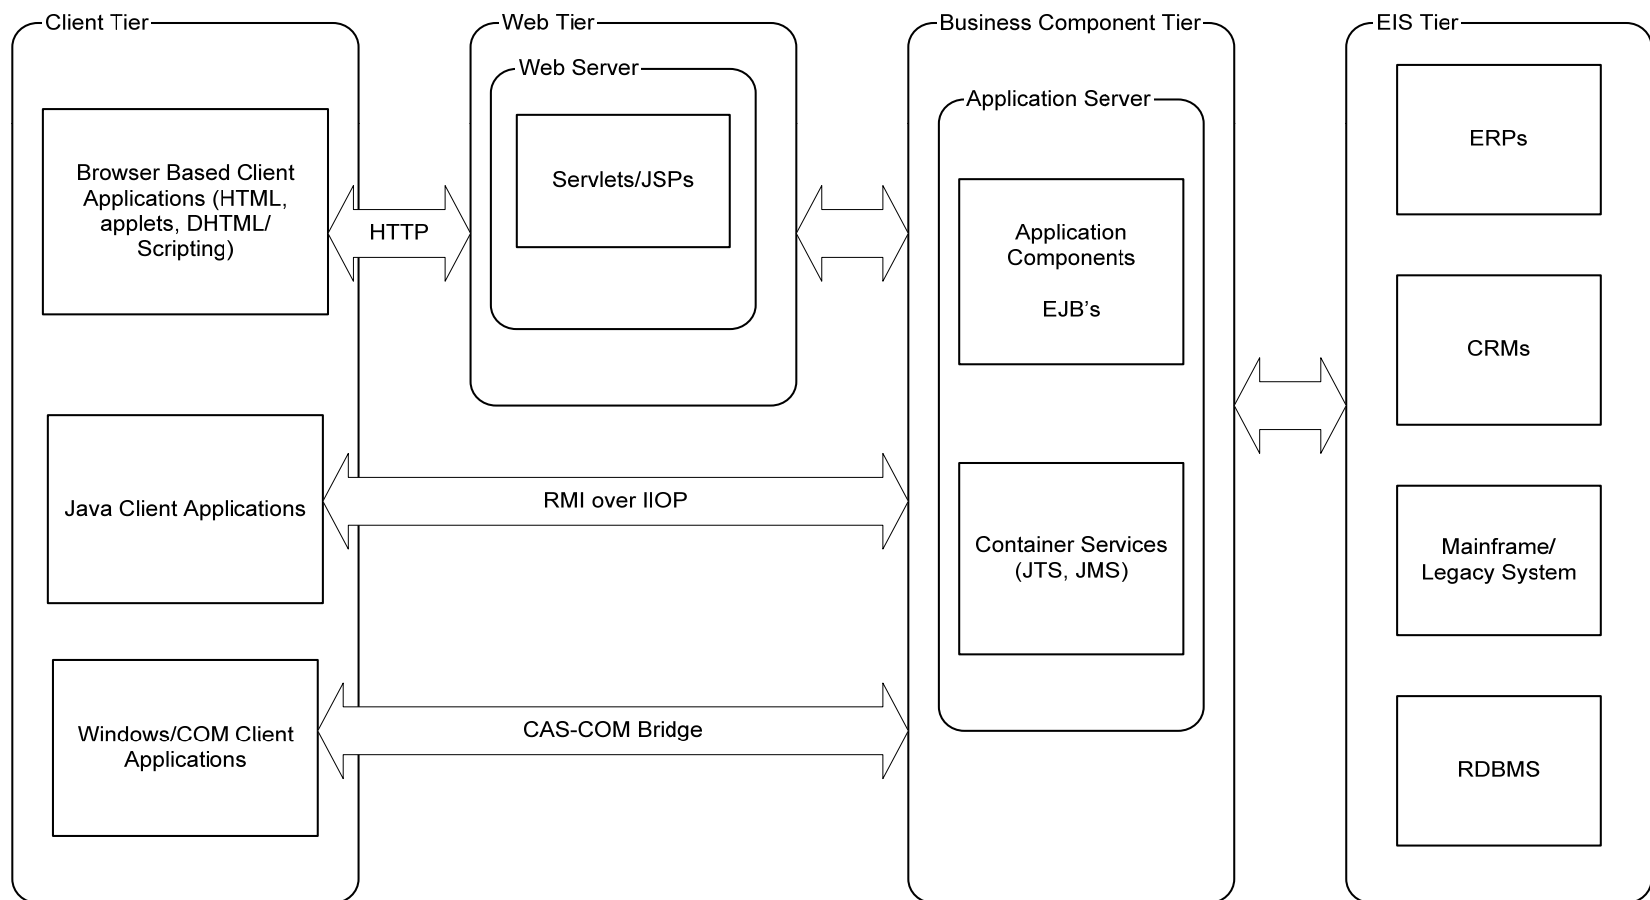 Client Tier
Browser Based Client
Applications (HTML,
applets, DHTML/
Scripting)
Java Client Applications
Windows/COM Client
Applications
HTTP
RMI over IIOP
CAS-COM Bridge
Web Tier
Web Server
Servlets/JSPs
Business Component Tier
Application Server
Application
Components
EJB’s
Container Services
(JTS, JMS)
EIS Tier
ERPs
CRMs
Mainframe/
Legacy System
RDBMS